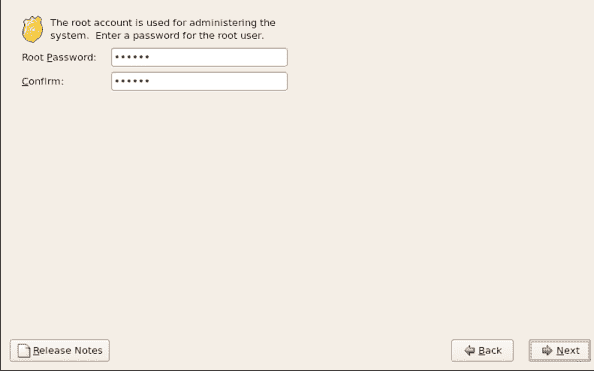 The root account is used for administering the
system.  Enter a password for the root user.
Root Password: ••••••
Confirm: ••••••
Release Notes
Back
Next